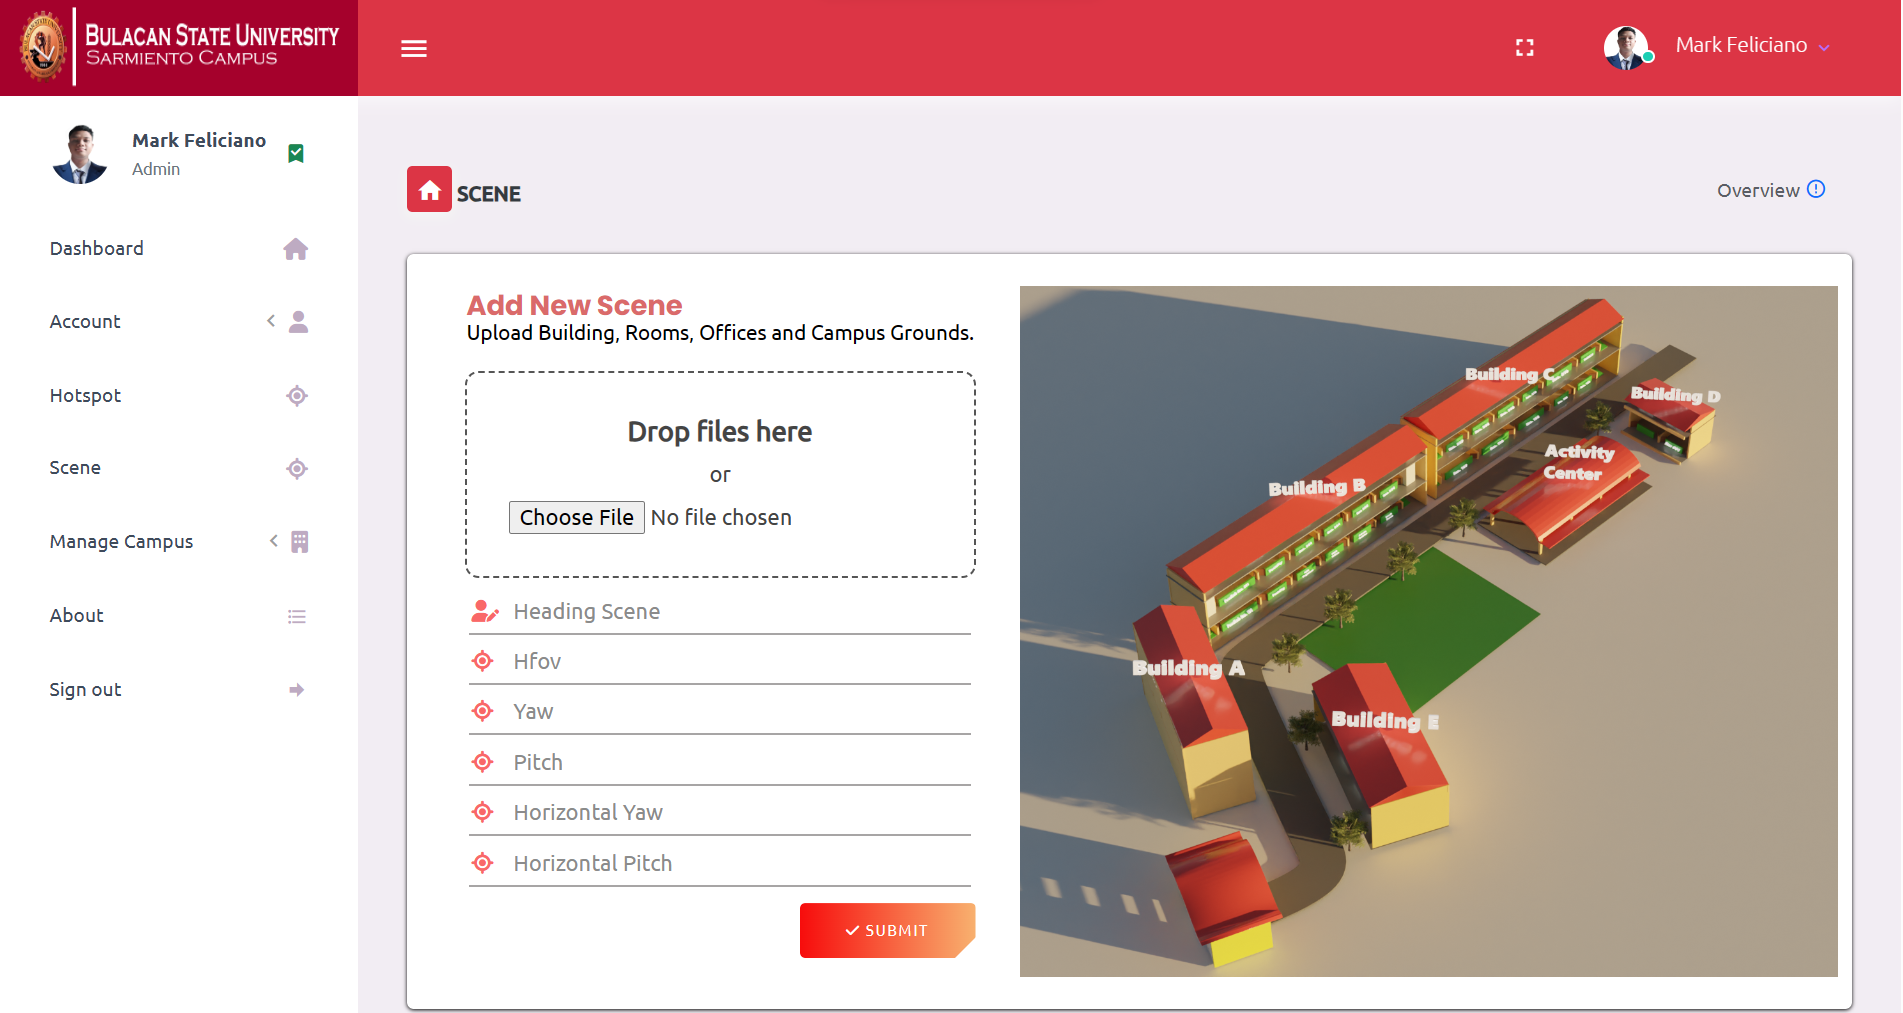 BULACAN STATE UNIVERSITY
SARMIENTO CAMPUS
Mark Feliciano
Mark Feliciano
Admin
Dashboard
Account
Hotspot
Scene
Manage Campus
About
Sign out
SCENE
Overview
Add New Scene
Upload Building, Rooms, Offices and Campus Grounds.
Drop files here
or
Choose File No file chosen
Heading Scene
Hfov
Yaw
Pitch
Horizontal Yaw
Horizontal Pitch
SUBMIT
Building C
Building D
Activity
Center
Building B
Building A
Building E